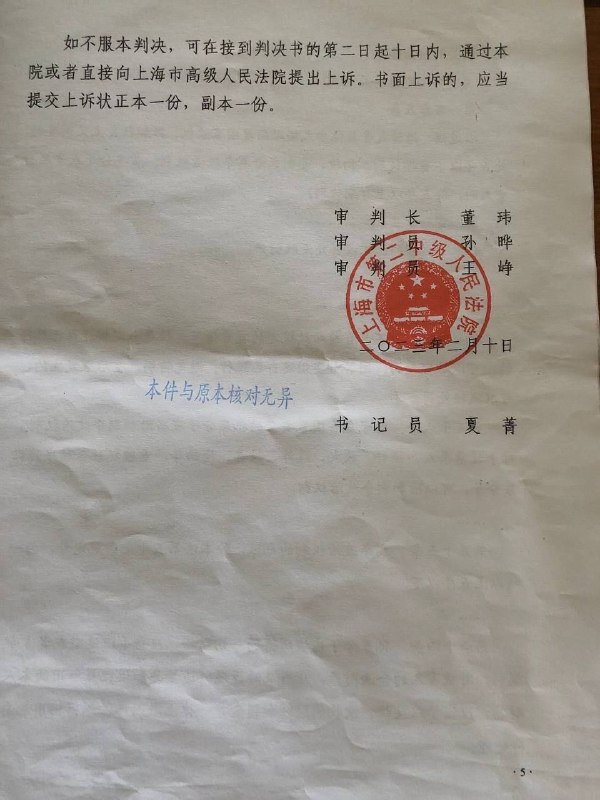 如不服本判决，可在接到判决书的第二日起十日内，通过本
院或者直接向上海市高级人民法院提出上诉。书面上诉的，应当
提交上诉状正本一份，副本一份。
审判长 董玮
审判员 孙晔
审判员 王峥
上海市第二中级人民法院
二〇二三年二月十日
本件与原本核对无异
书记员 夏菁
·5·